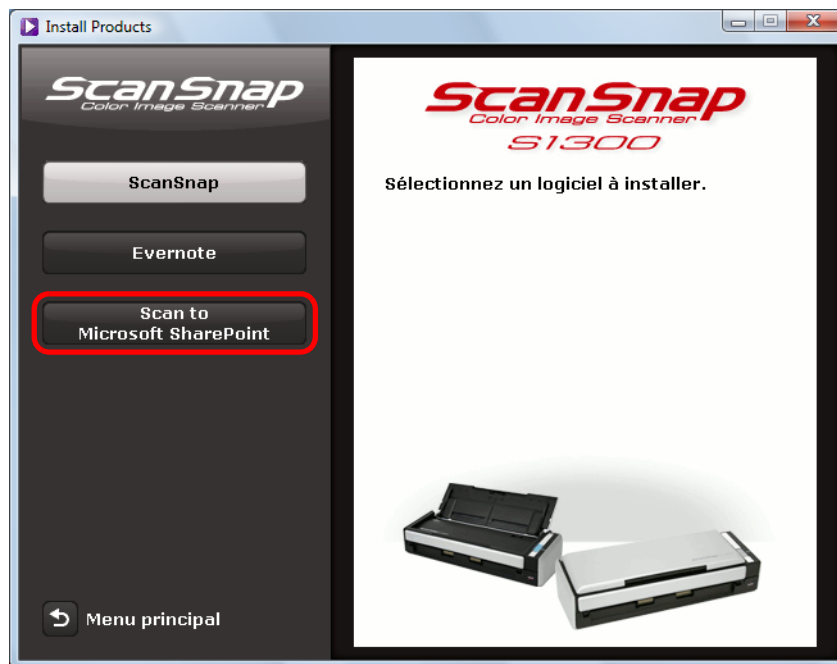 Install Products
ScanSnap
Color Image Scanner
ScanSnap
Evernote
Scan to
Microsoft SharePoint
Menu principal
ScanSnap
Color Image Scanner
S1300
Sélectionnez un logiciel à installer.